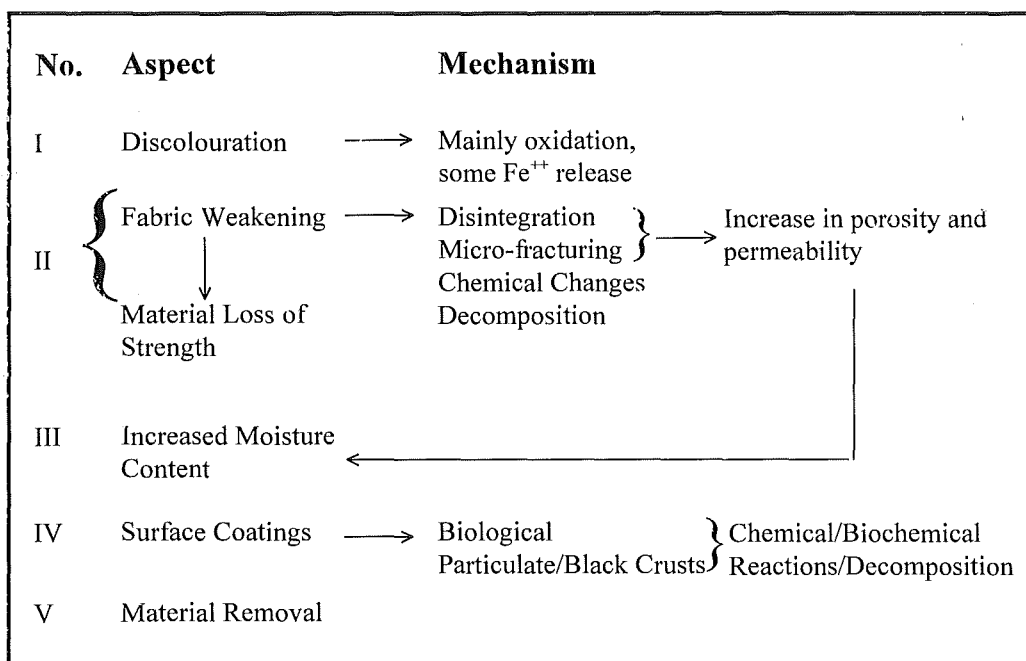 No. Aspect Mechanism
I Discolouration Mainly oxidation,
some Fe⁺⁺ release
Fabric Weakening Disintegration Increase in porosity and
II Micro-fracturing permeability
Chemical Changes
Material Loss of Decomposition
Strength
III Increased Moisture
Content
IV Surface Coatings Biological Chemical/Biochemical
Particulate/Black Crusts Reactions/Decomposition
V Material Removal